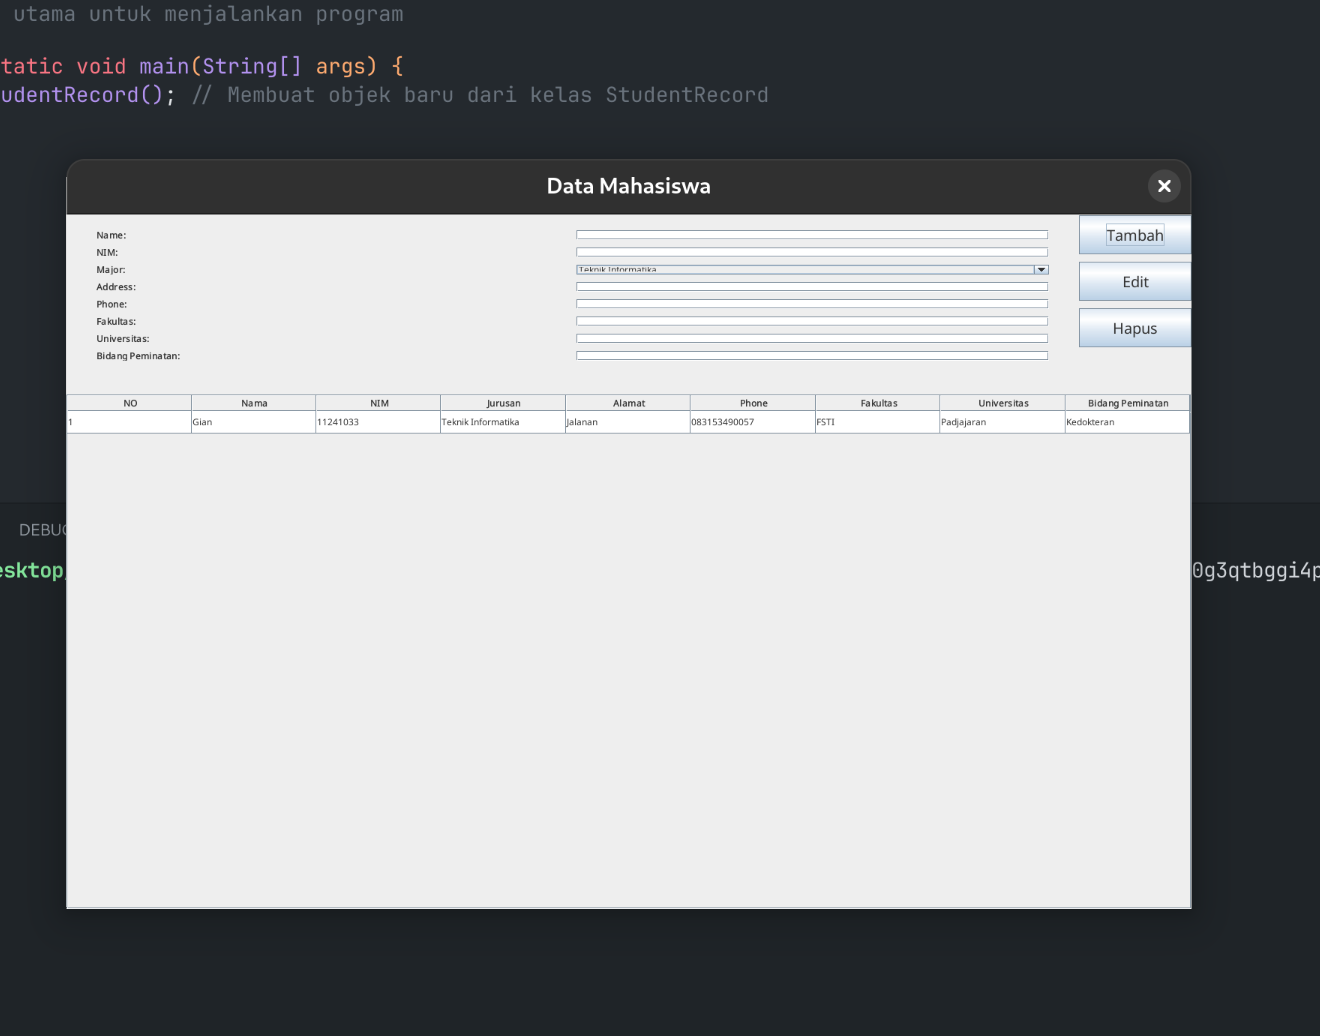 utama untuk menjalankan program
tatic void main(String[] args) {
udentRecord(); // Membuat objek baru dari kelas StudentRecord
Data Mahasiswa
Name:
Tambah
NIM:
Major:
Teknik Informatika
Address:
Edit
Phone:
Fakultas:
Hapus
Universitas:
Bidang Peminatan:
NO Nama NIM Jurusan Alamat Phone Fakultas Universitas Bidang Peminatan
1 Gian 11241033 Teknik Informatika Jalanan 083153490057 FSTI Padjajaran Kedokteran
DEBUG
esktop/
0g3qtbggi4p